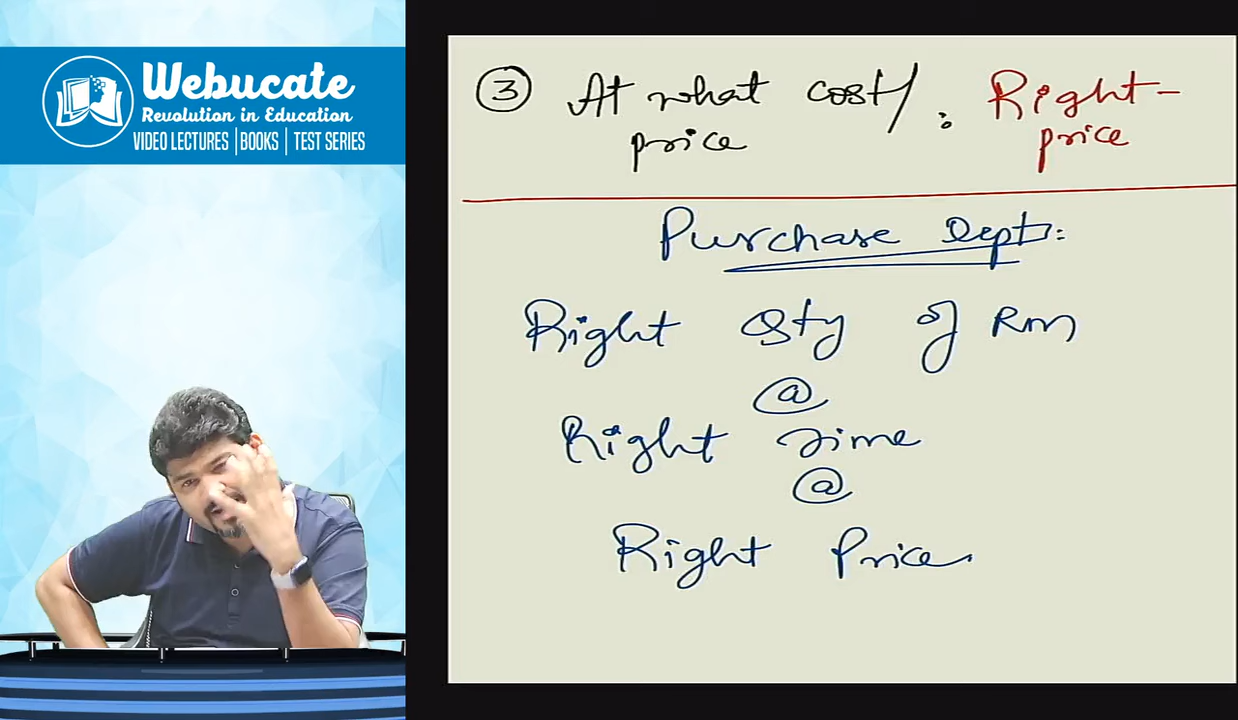 Webucate
Revolution in Education
VIDEO LECTURES | BOOKS | TEST SERIES
③ At what cost/ : Right-
price price
Purchase Dept:
Right Qty of RM
@
Right Time
@
Right Price